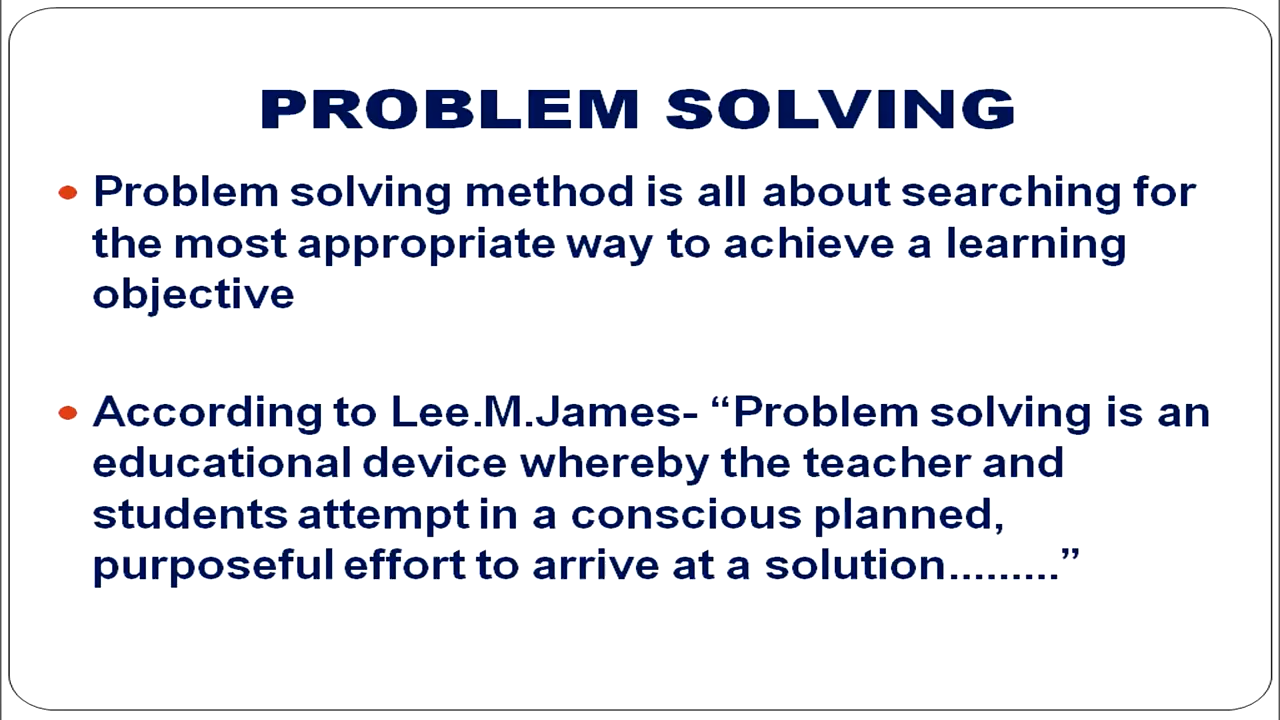 PROBLEM SOLVING
Problem solving method is all about searching for
the most appropriate way to achieve a learning
objective
According to Lee.M.James- “Problem solving is an
educational device whereby the teacher and
students attempt in a conscious planned,
purposeful effort to arrive at a solution.........”